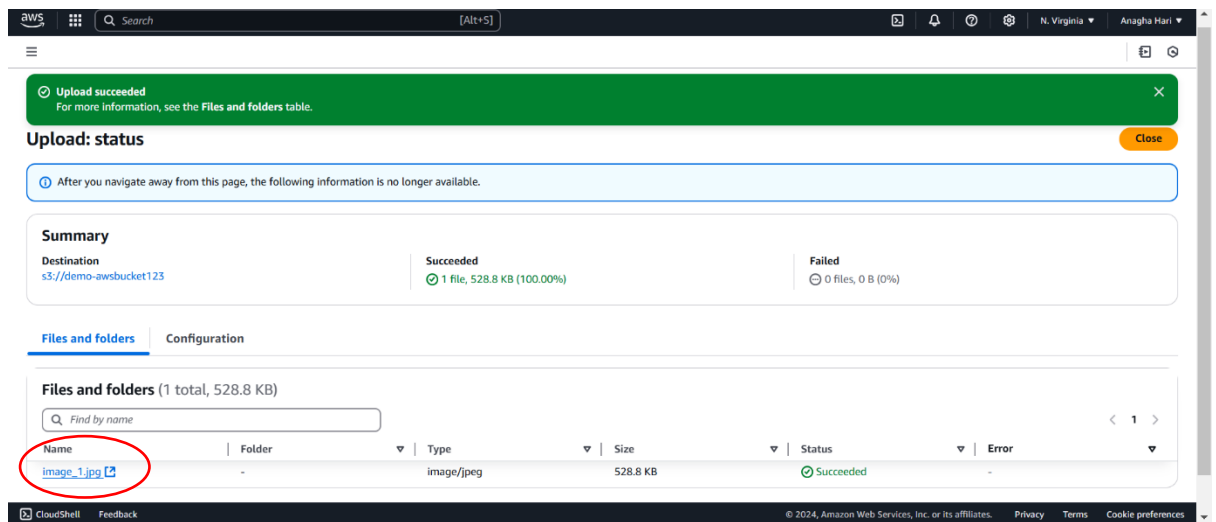 aws Search [Alt+S] N. Virginia ▼ Anagha Hari ▼
Upload succeeded
For more information, see the Files and folders table.
Upload: status Close
After you navigate away from this page, the following information is no longer available.
Summary
Destination Succeeded Failed
s3://demo-awsbucket123 1 file, 528.8 KB (100.00%) 0 files, 0 B (0%)
Files and folders Configuration
Files and folders (1 total, 528.8 KB)
Find by name < 1 >
Name Folder Type Size Status Error
image_1.jpg - image/jpeg 528.8 KB Succeeded -
CloudShell Feedback © 2024, Amazon Web Services, Inc. or its affiliates. Privacy Terms Cookie preferences